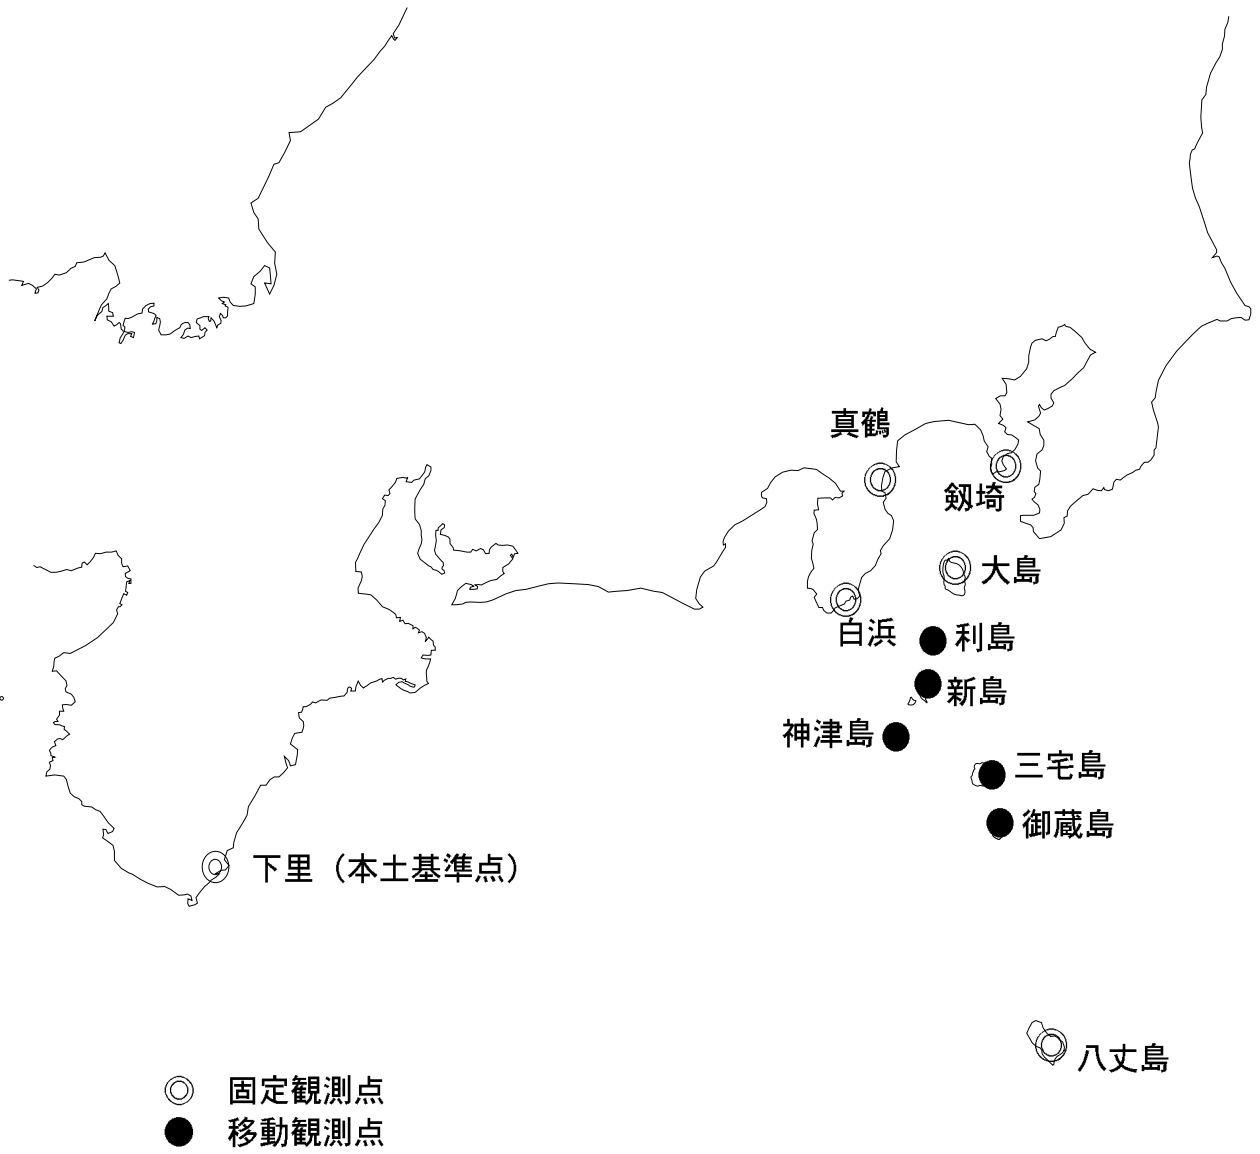 真鶴
剱埼
大島
白浜
利島
新島
神津島
三宅島
御蔵島
下里（本土基準点）
八丈島
固定観測点
移動観測点